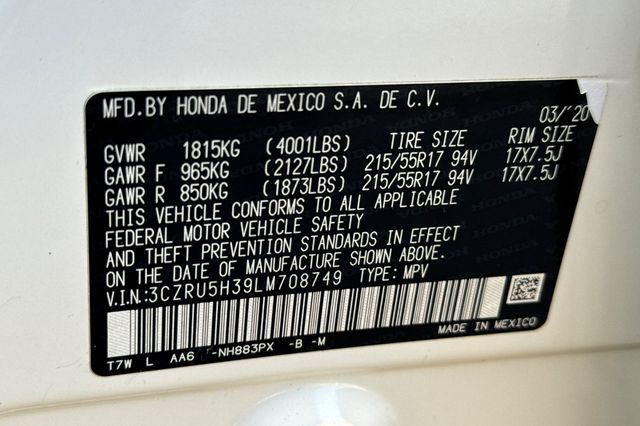 MFD.BY HONDA DE MEXICO S.A. DE C.V.
03/'20
GVWR 1815KG (4001LBS) TIRE SIZE RIM SIZE
GAWR F 965KG (2127LBS) 215/55R17 94V 17X7.5J
GAWR R 850KG (1873LBS) 215/55R17 94V 17X7.5J
THIS VEHICLE CONFORMS TO ALL APPLICABLE
FEDERAL MOTOR VEHICLE SAFETY
AND THEFT PREVENTION STANDARDS IN EFFECT
ON THE DATE OF MANUFACTURE SHOWN ABOVE.
V.I.N:3CZRU5H39LM708749 TYPE: MPV
MADE IN MEXICO
T7W L AA6 -NH883PX -B -M